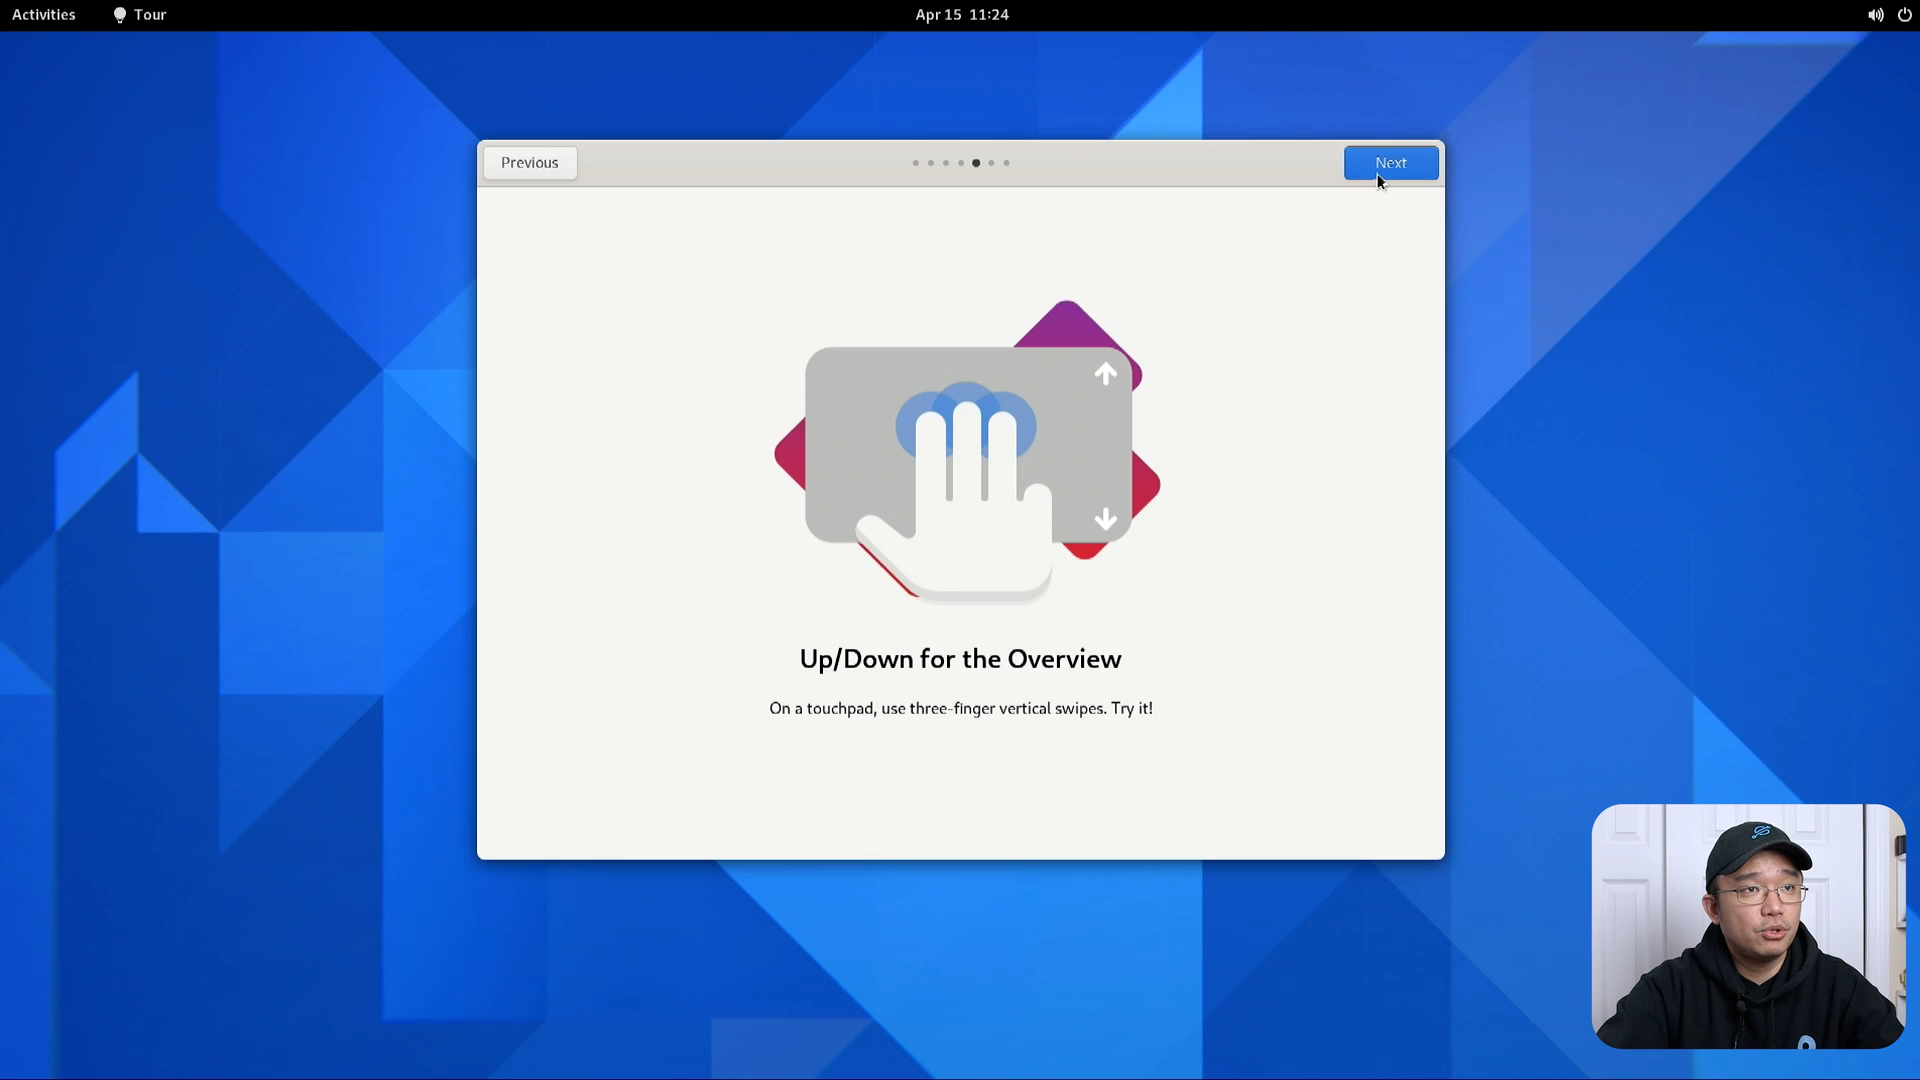 Activities Tour Apr 15 11:24
Previous Next
Up/Down for the Overview
On a touchpad, use three-finger vertical swipes. Try it!